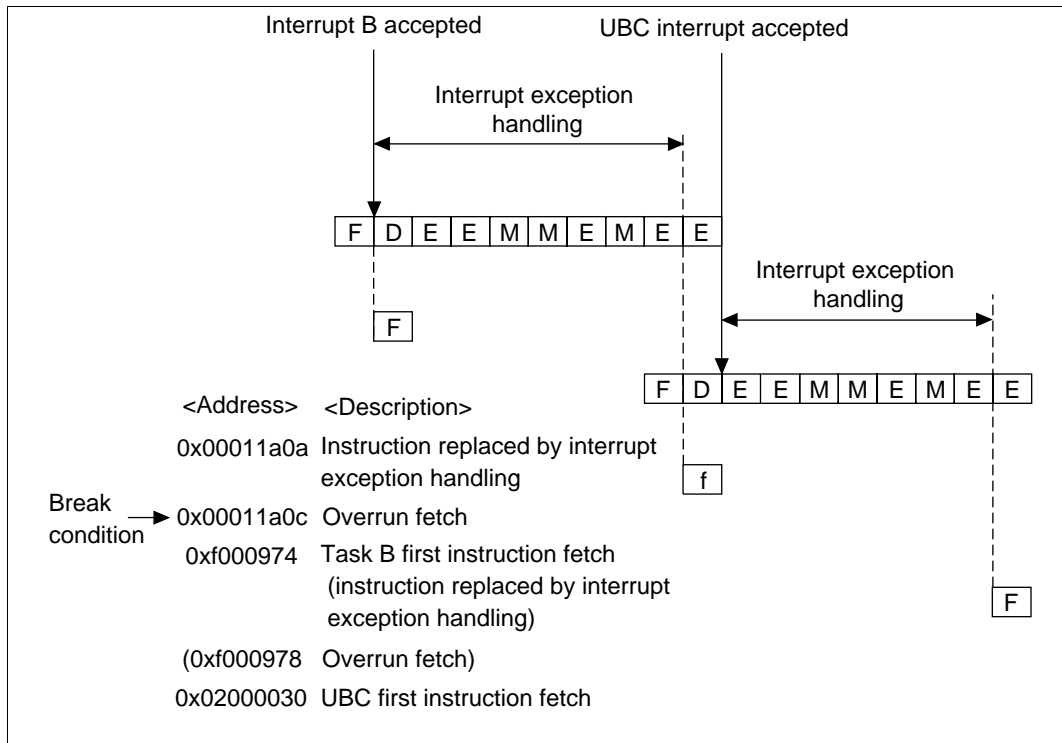 Interrupt B accepted
UBC interrupt accepted
Interrupt exception
handling
F D E E M M E M E E
Interrupt exception
handling
F
F D E E M M E M E E
<Address> <Description>
0x00011a0a Instruction replaced by interrupt
exception handling
f
Break
condition
0x00011a0c Overrun fetch
0xf000974 Task B first instruction fetch
(instruction replaced by interrupt
exception handling)
F
(0xf000978 Overrun fetch)
0x02000030 UBC first instruction fetch